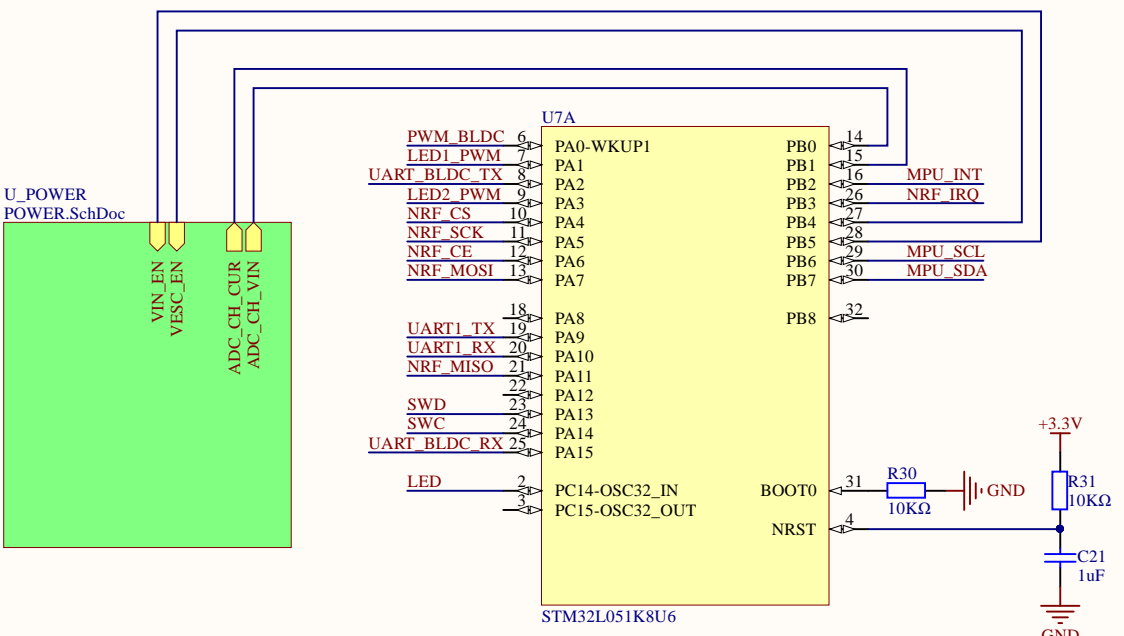 U_POWER
POWER.SchDoc
VIN_EN
VESC_EN
ADC_CH_CUR
ADC_CH_VIN
U7A
PWM_BLDC 6 PA0-WKUP1 PB0 14
LED1_PWM 7 PA1 PB1 15
UART_BLDC_TX 8 PA2 PB2 16 MPU_INT
LED2_PWM 9 PA3 PB3 26 NRF_IRQ
NRF_CS 10 PA4 PB4 27
NRF_SCK 11 PA5 PB5 28
NRF_CE 12 PA6 PB6 29 MPU_SCL
NRF_MOSI 13 PA7 PB7 30 MPU_SDA
18 PA8 PB8 32
UART1_TX 19 PA9
UART1_RX 20 PA10
NRF_MISO 21 PA11
22 PA12
SWD 23 PA13
SWC 24 PA14
UART_BLDC_RX 25 PA15
LED 2 PC14-OSC32_IN BOOT0 31
3 PC15-OSC32_OUT
NRST 4
STM32L051K8U6
R30
10KΩ
GND
+3.3V
R31
10KΩ
C21
1uF
GND